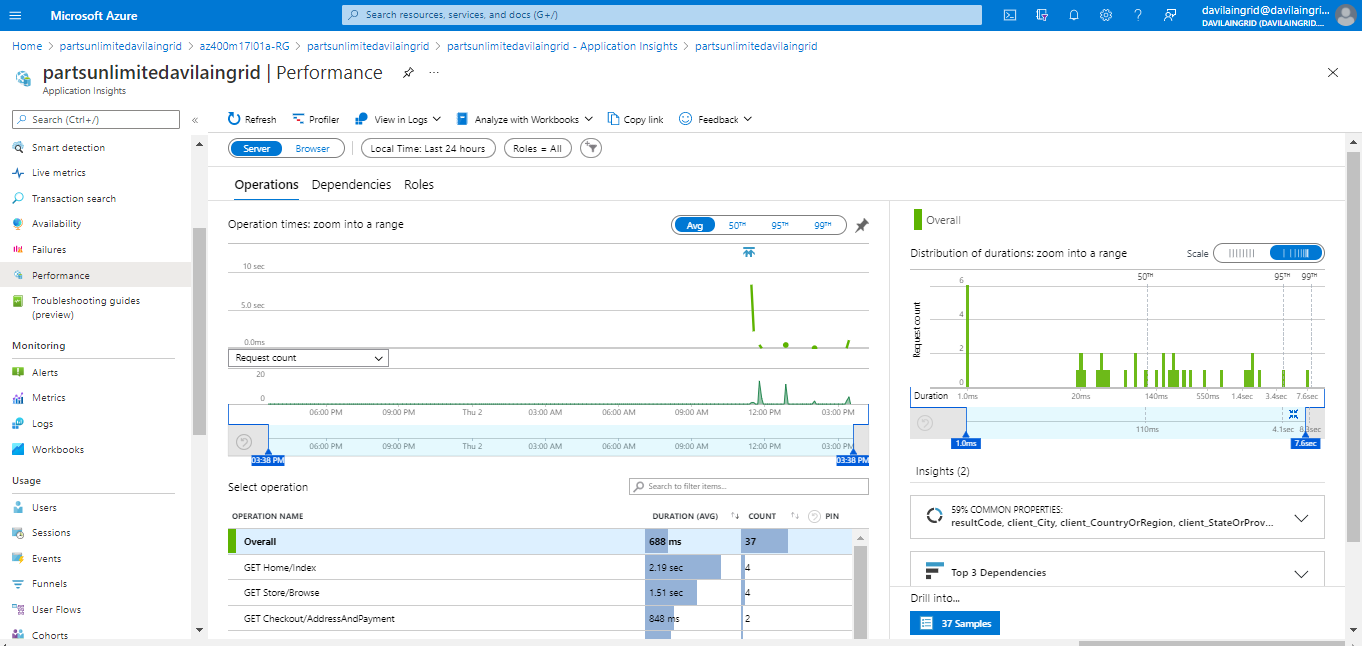 Microsoft Azure
Search resources, services, and docs (G+/)
davilaingrid@davilaingri...
DAVILAINGRID (DAVILAINGRID....
Home > partsunlimitedavilaingrid > az400m17l01a-RG > partsunlimitedavilaingrid > partsunlimitedavilaingrid - Application Insights > partsunlimitedavilaingrid
partsunlimitedavilaingrid | Performance
Application Insights
Search (Ctrl+/)
Smart detection
Live metrics
Transaction search
Availability
Failures
Performance
Troubleshooting guides
(preview)
Monitoring
Alerts
Metrics
Logs
Workbooks
Usage
Users
Sessions
Events
Funnels
User Flows
Cohorts
Refresh
Profiler
View in Logs
Analyze with Workbooks
Copy link
Feedback
Server
Browser
Local Time: Last 24 hours
Roles = All
Operations
Dependencies
Roles
Operation times: zoom into a range
Avg
50TH
95TH
99TH
10 sec
5.0 sec
0.0ms
Request count
20
0
06:00 PM 09:00 PM Thu 2 03:00 AM 06:00 AM 09:00 AM 12:00 PM 03:00 PM
06:00 PM 09:00 PM Thu 2 03:00 AM 06:00 AM 09:00 AM 12:00 PM 03:00 PM
03:38 PM
03:38 PM
Select operation
Search to filter items...
OPERATION NAME DURATION (AVG) COUNT PIN
Overall 688 ms 37
GET Home/Index 2.19 sec 4
GET Store/Browse 1.51 sec 4
GET Checkout/AddressAndPayment 848 ms 2
Overall
Distribution of durations: zoom into a range
Scale
50TH 95TH 99TH
Request count
6
4
2
0
Duration 1.0ms 20ms 140ms 550ms 1.4sec 3.4sec 7.6sec
110ms 4.1sec 8.3sec
1.0ms
7.6sec
Insights (2)
59% COMMON PROPERTIES:
resultCode, client_City, client_CountryOrRegion, client_StateOrProv...
Top 3 Dependencies
Drill into...
37 Samples